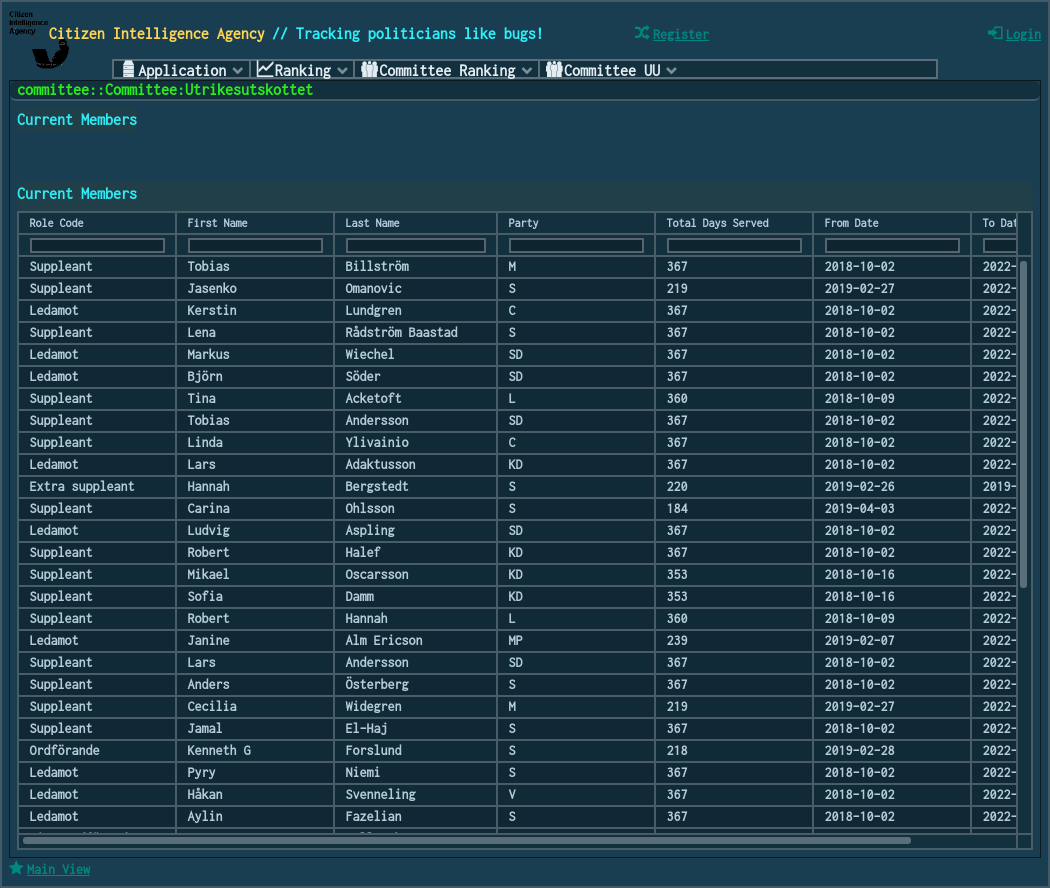 Citizen
Intelligence
Agency
Citizen Intelligence Agency // Tracking politicians like bugs!
Register
Login
Application Ranking Committee Ranking Committee UU
committee::Committee:Utrikesutskottet
Current Members
Current Members
Role Code First Name Last Name Party Total Days Served From Date To Dat
Suppleant Tobias Billström M 367 2018-10-02 2022-
Suppleant Jasenko Omanovic S 219 2019-02-27 2022-
Ledamot Kerstin Lundgren C 367 2018-10-02 2022-
Suppleant Lena Rådström Baastad S 367 2018-10-02 2022-
Ledamot Markus Wiechel SD 367 2018-10-02 2022-
Ledamot Björn Söder SD 367 2018-10-02 2022-
Suppleant Tina Acketoft L 360 2018-10-09 2022-
Suppleant Tobias Andersson SD 367 2018-10-02 2022-
Suppleant Linda Ylivainio C 367 2018-10-02 2022-
Ledamot Lars Adaktusson KD 367 2018-10-02 2022-
Extra suppleant Hannah Bergstedt S 220 2019-02-26 2019-
Suppleant Carina Ohlsson S 184 2019-04-03 2022-
Ledamot Ludvig Aspling SD 367 2018-10-02 2022-
Suppleant Robert Halef KD 367 2018-10-02 2022-
Suppleant Mikael Oscarsson KD 353 2018-10-16 2022-
Suppleant Sofia Damm KD 353 2018-10-16 2022-
Suppleant Robert Hannah L 360 2018-10-09 2022-
Ledamot Janine Alm Ericson MP 239 2019-02-07 2022-
Suppleant Lars Andersson SD 367 2018-10-02 2022-
Suppleant Anders Österberg S 367 2018-10-02 2022-
Suppleant Cecilia Widegren M 219 2019-02-27 2022-
Suppleant Jamal El-Haj S 367 2018-10-02 2022-
Ordförande Kenneth G Forslund S 218 2019-02-28 2022-
Ledamot Pyry Niemi S 367 2018-10-02 2022-
Ledamot Håkan Svenneling V 367 2018-10-02 2022-
Ledamot Aylin Fazelian S 367 2018-10-02 2022-
Main View